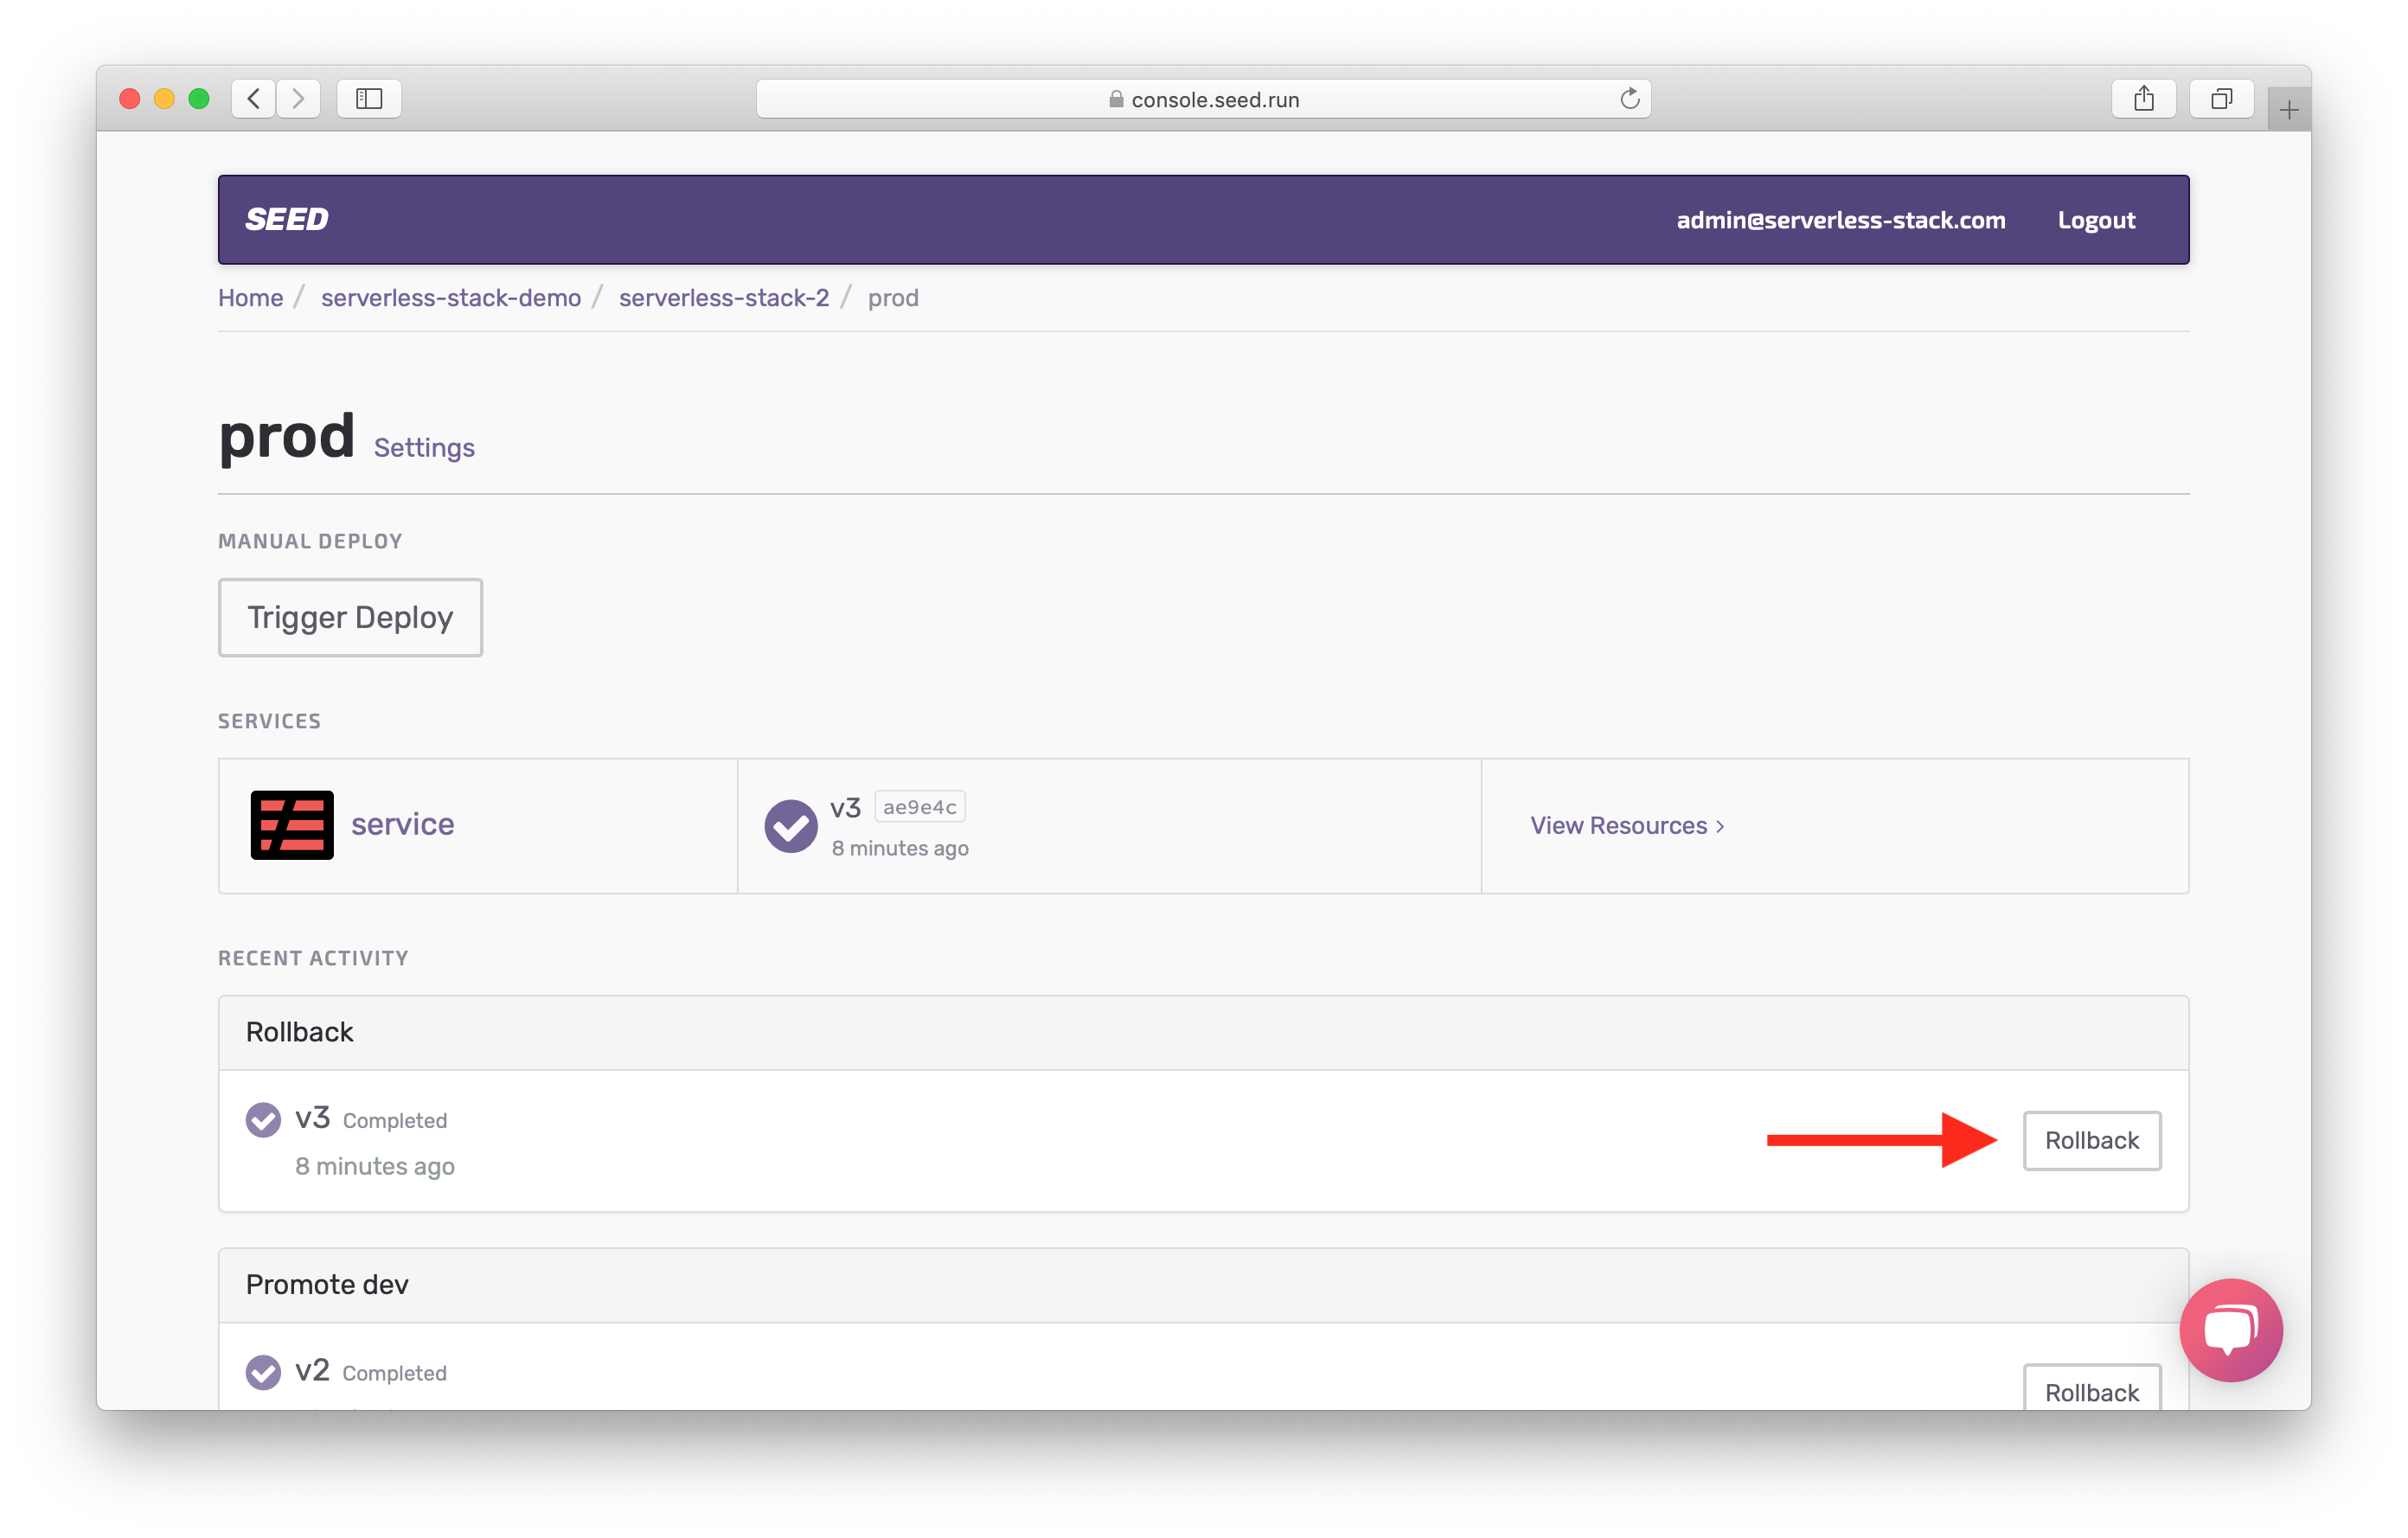 console.seed.run
SEED
admin@serverless-stack.com Logout
Home / serverless-stack-demo / serverless-stack-2 / prod
prod Settings
MANUAL DEPLOY
Trigger Deploy
SERVICES
service
v3 ae9e4c
8 minutes ago
View Resources >
RECENT ACTIVITY
Rollback
v3 Completed
8 minutes ago
Rollback
Promote dev
v2 Completed
Rollback